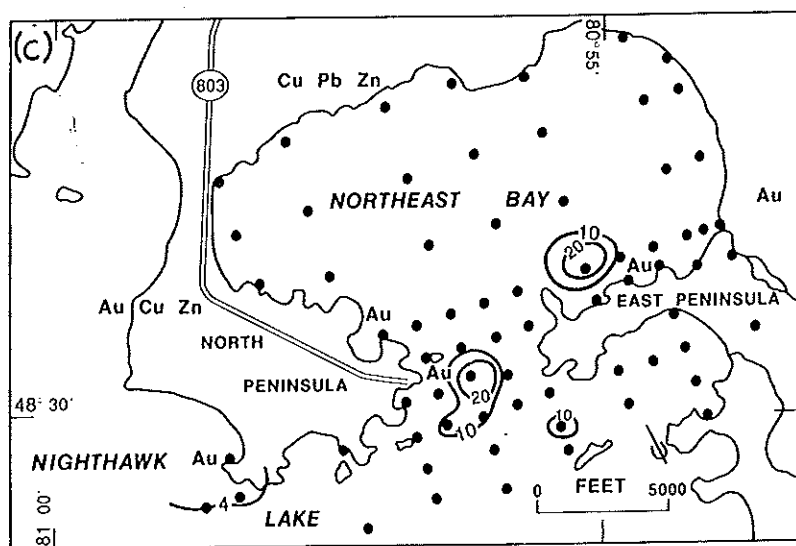 (c)
80° 55'
803
Cu Pb Zn
NORTHEAST BAY
Au
10
20
Au
Au Cu Zn
Au
EAST PENINSULA
NORTH
PENINSULA
Au
20
48° 30'
10
10
NIGHTHAWK
Au
FEET
4
0 5000
LAKE
81° 00'